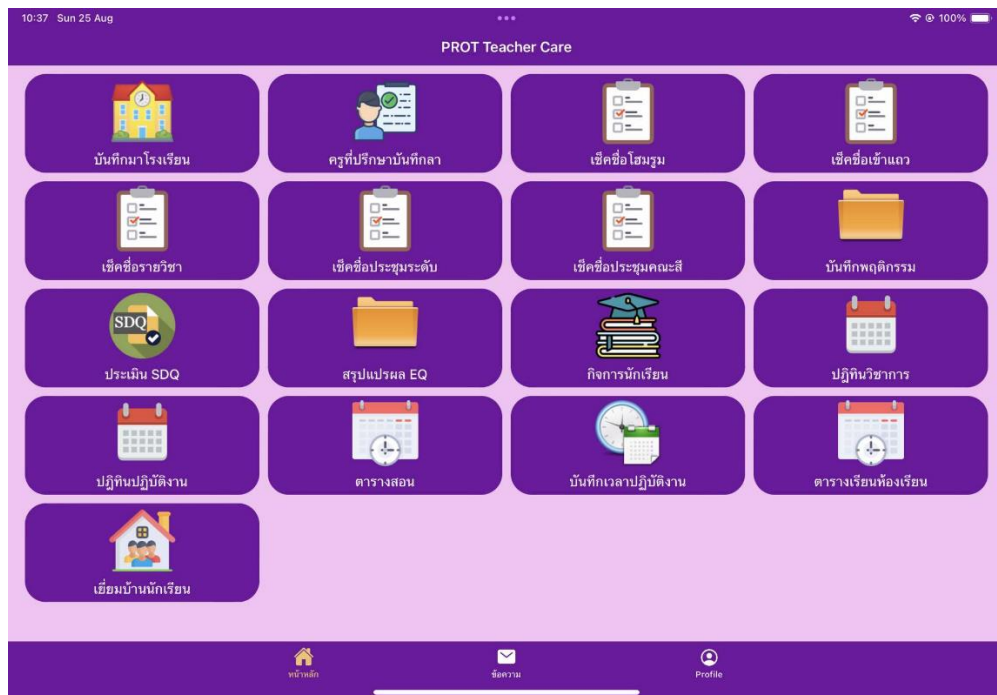 10:37 Sun 25 Aug
100%
PROT Teacher Care
บันทึกมาโรงเรียน
ครูที่ปรึกษาบันทึกลา
เช็คชื่อโฮมรูม
เช็คชื่อเข้าแถว
เช็คชื่อรายวิชา
เช็คชื่อประชุมระดับ
เช็คชื่อประชุมคณะสี
บันทึกพฤติกรรม
SDQ
ประเมิน SDQ
สรุปแปรผล EQ
กิจการนักเรียน
ปฎิทินวิชาการ
ปฎิทินปฏิบัติงาน
ตารางสอน
บันทึกเวลาปฏิบัติงาน
ตารางเรียนห้องเรียน
เยี่ยมบ้านนักเรียน
หน้าหลัก
ข้อความ
Profile